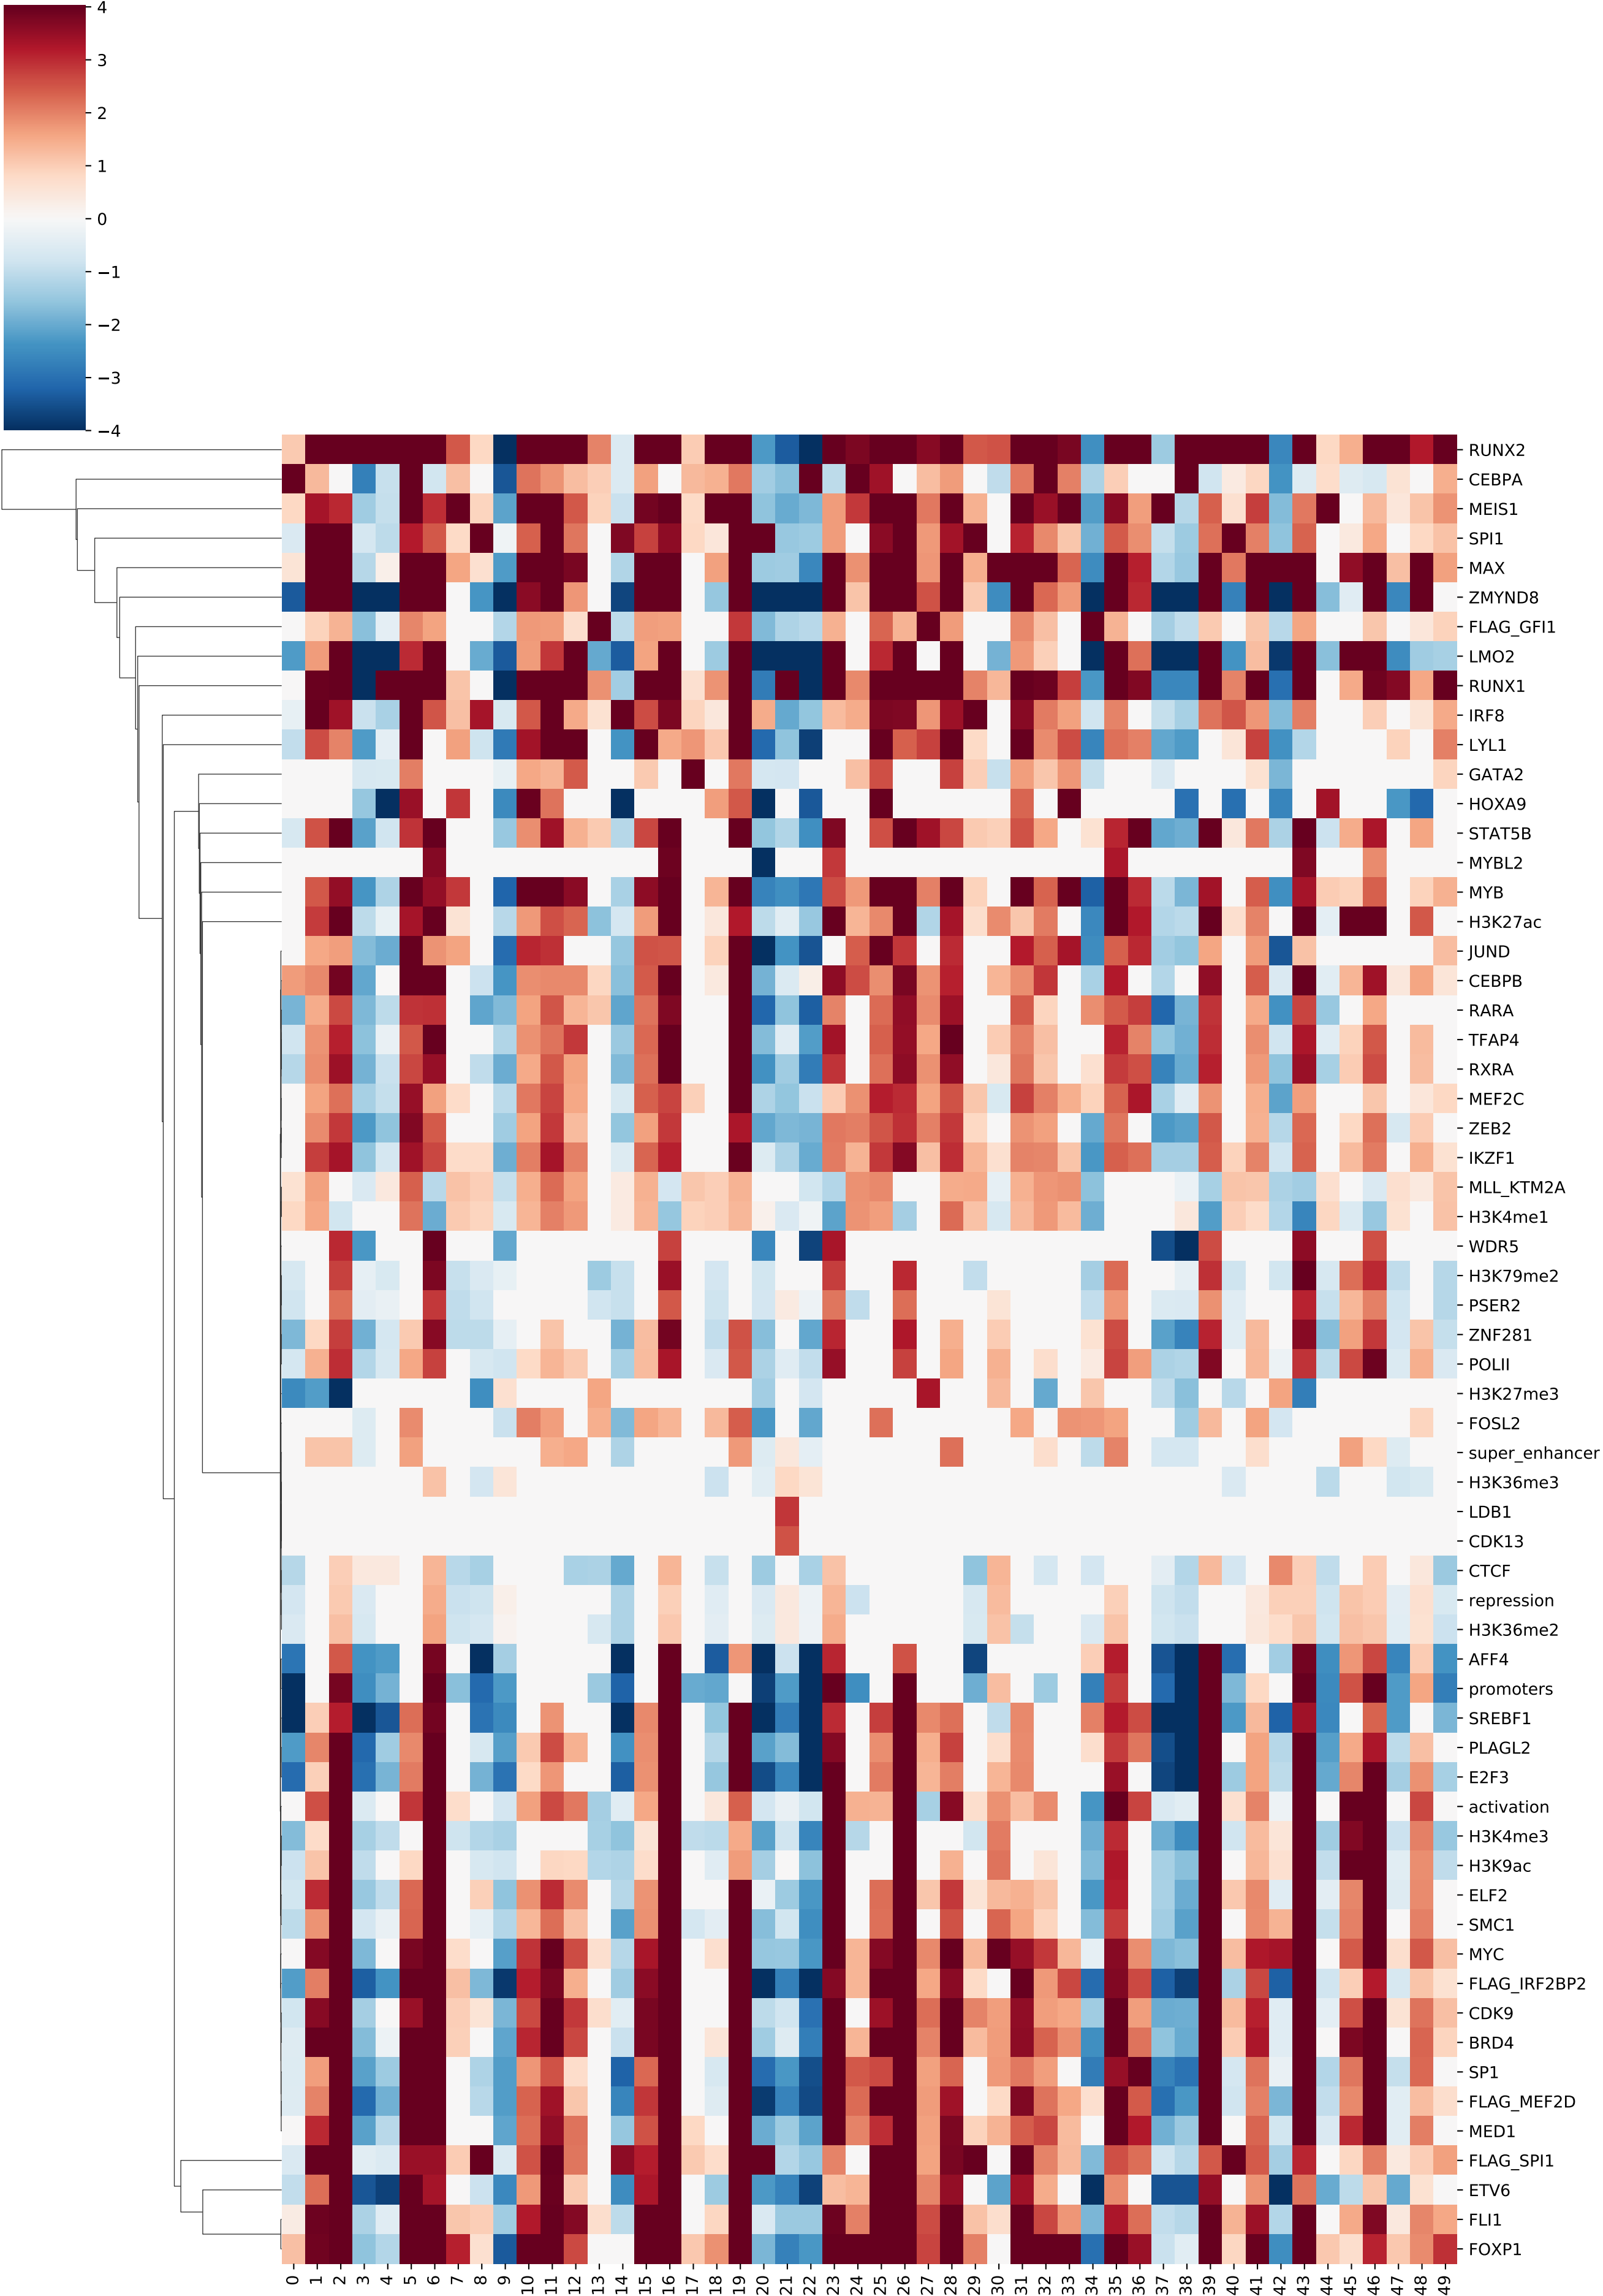 4
3
2
1
0
−1
−2
−3
−4
RUNX2
CEBPA
MEIS1
SPI1
MAX
ZMYND8
FLAG_GFI1
LMO2
RUNX1
IRF8
LYL1
GATA2
HOXA9
STAT5B
MYBL2
MYB
H3K27ac
JUND
CEBPB
RARA
TFAP4
RXRA
MEF2C
ZEB2
IKZF1
MLL_KTM2A
H3K4me1
WDR5
H3K79me2
PSER2
ZNF281
POLII
H3K27me3
FOSL2
super_enhancer
H3K36me3
LDB1
CDK13
CTCF
repression
H3K36me2
AFF4
promoters
SREBF1
PLAGL2
E2F3
activation
H3K4me3
H3K9ac
ELF2
SMC1
MYC
FLAG_IRF2BP2
CDK9
BRD4
SP1
FLAG_MEF2D
MED1
FLAG_SPI1
ETV6
FLI1
FOXP1
0 1 2 3 4 5 6 7 8 9 10 11 12 13 14 15 16 17 18 19 20 21 22 23 24 25 26 27 28 29 30 31 32 33 34 35 36 37 38 39 40 41 42 43 44 45 46 47 48 49